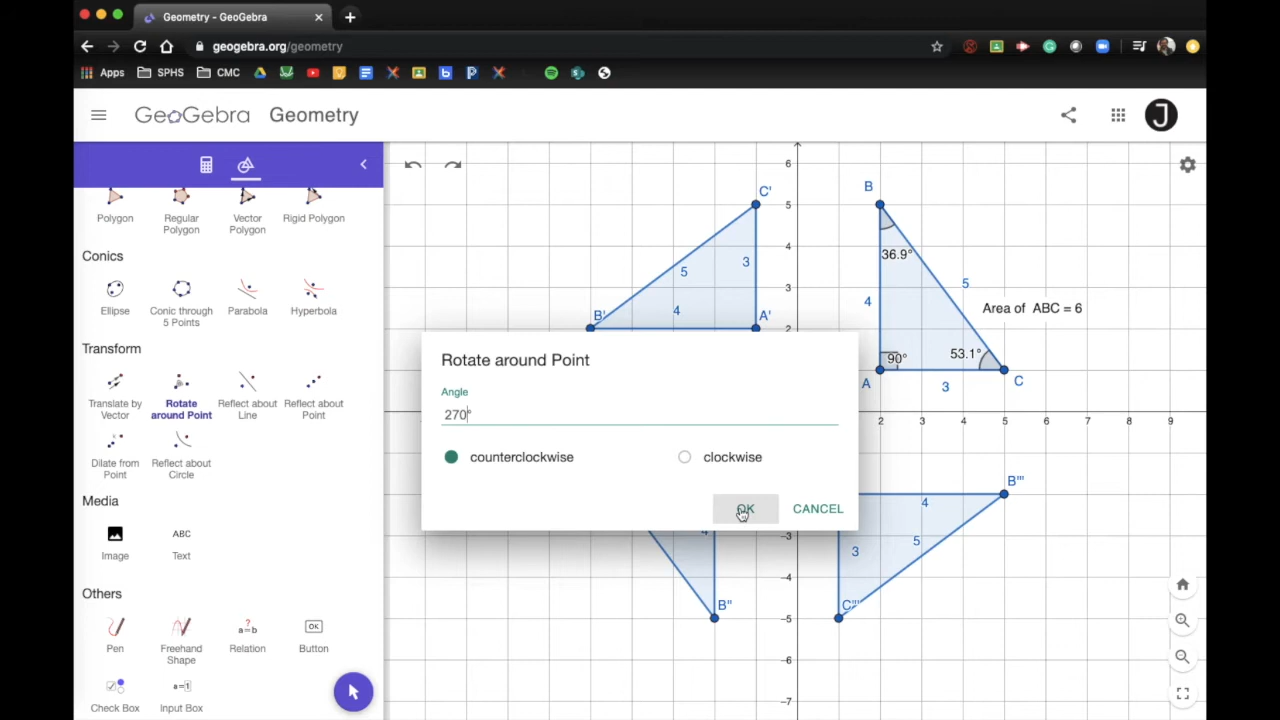 Geometry - GeoGebra
geogebra.org/geometry
Apps SPHS CMC
GeoGebra Geometry
J
Polygon Regular Polygon Vector Polygon Rigid Polygon
Conics
Ellipse Conic through 5 Points Parabola Hyperbola
Transform
Translate by Vector Rotate around Point Reflect about Line Reflect about Point
Dilate from Point Reflect about Circle
Media
ABC
Image Text
Others
a=b OK
Pen Freehand Shape Relation Button
a=1
Check Box Input Box
6
5
4
3
2
C'
5
3
4
B'
A'
B
36.9°
4
5
Area of ABC = 6
90°
53.1°
A
3
C
2 3 4 5 6 7 8 9
Rotate around Point
Angle
270°
counterclockwise clockwise
OK CANCEL
4
B'''
3
5
C'''
4
B''
−3
−4
−5
−6
−7